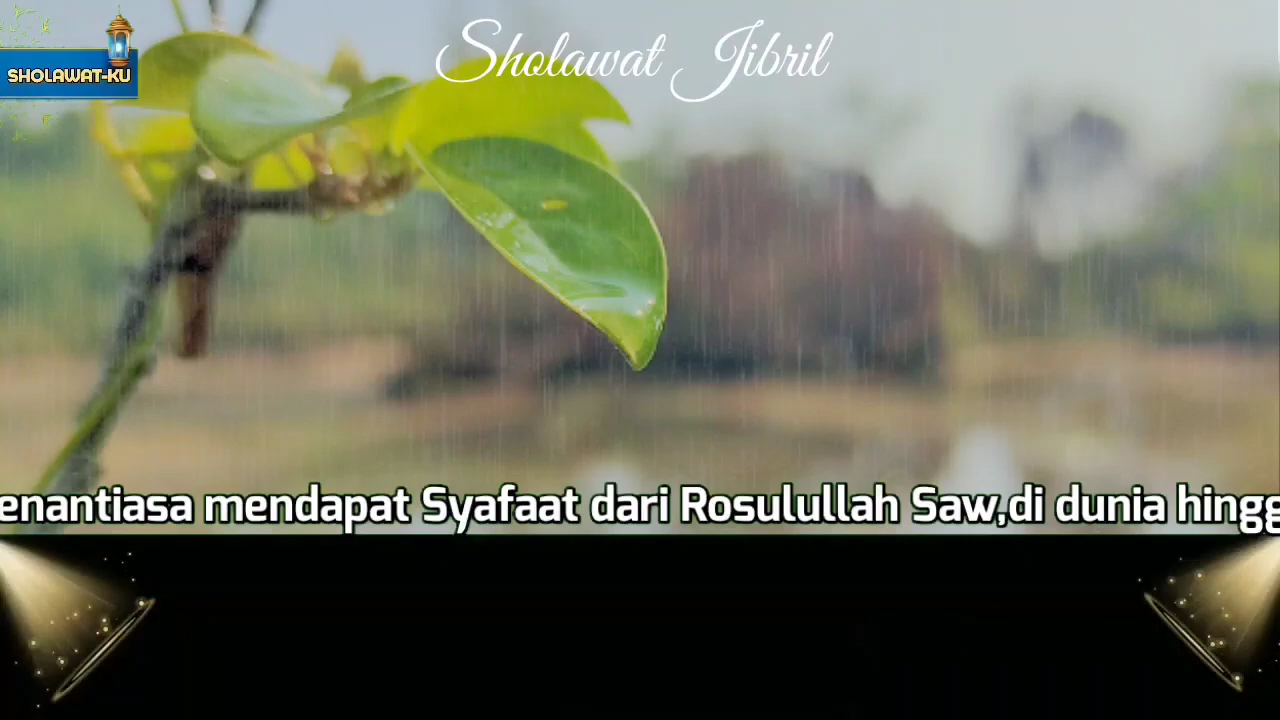 Sholawat Jibril
SHOLAWAT-KU
enantiasa mendapat Syafaat dari Rosulullah Saw,di dunia hingg